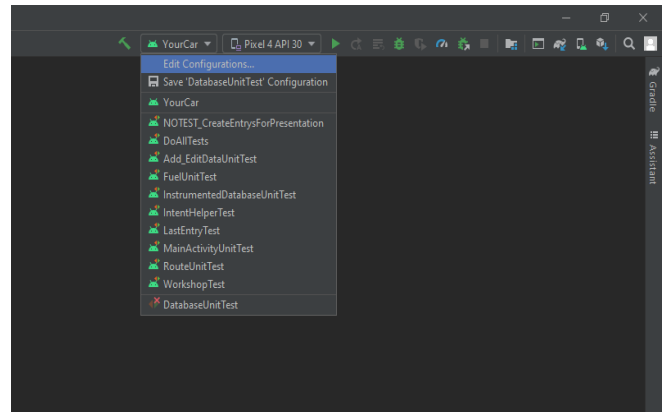 YourCar
Pixel 4 API 30
Edit Configurations...
Save 'DatabaseUnitTest' Configuration
YourCar
NOTEST_CreateEntrysForPresentation
DoAllTests
Add_EditDataUnitTest
FuelUnitTest
InstrumentedDatabaseUnitTest
IntentHelperTest
LastEntryTest
MainActivityUnitTest
RouteUnitTest
WorkshopTest
DatabaseUnitTest
Gradle
Assistant